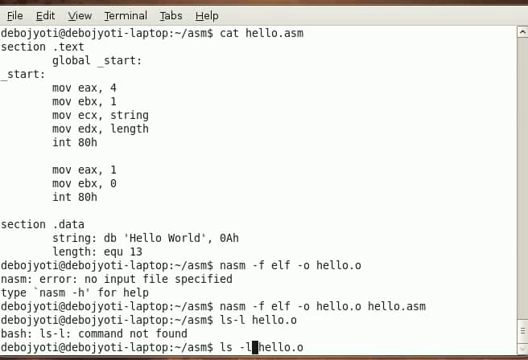 File Edit View Terminal Tabs Help
debojyoti@debojyoti-laptop:~/asm$ cat hello.asm
section .text
        global _start:
_start:
        mov eax, 4
        mov ebx, 1
        mov ecx, string
        mov edx, length
        int 80h

        mov eax, 1
        mov ebx, 0
        int 80h

section .data
        string: db 'Hello World', 0Ah
        length: equ 13
debojyoti@debojyoti-laptop:~/asm$ nasm -f elf -o hello.o
nasm: error: no input file specified
type `nasm -h' for help
debojyoti@debojyoti-laptop:~/asm$ nasm -f elf -o hello.o hello.asm
debojyoti@debojyoti-laptop:~/asm$ ls-l hello.o
bash: ls-l: command not found
debojyoti@debojyoti-laptop:~/asm$ ls -l hello.o